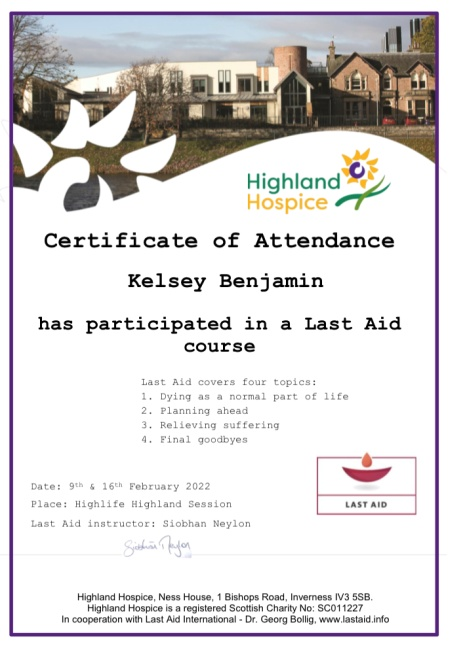 Highland
Hospice
Certificate of Attendance
Kelsey Benjamin
has participated in a Last Aid
course
Last Aid covers four topics:
1. Dying as a normal part of life
2. Planning ahead
3. Relieving suffering
4. Final goodbyes
Date: 9th & 16th February 2022
Place: Highlife Highland Session
Last Aid instructor: Siobhan Neylon
LAST AID
Siobhán Neylon
Highland Hospice, Ness House, 1 Bishops Road, Inverness IV3 5SB.
Highland Hospice is a registered Scottish Charity No: SC011227
In cooperation with Last Aid International - Dr. Georg Bollig, www.lastaid.info